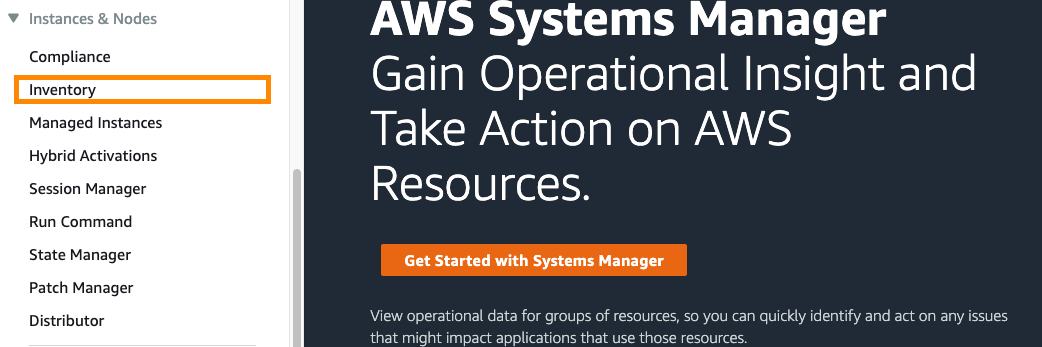 Instances & Nodes
Compliance
Inventory
Managed Instances
Hybrid Activations
Session Manager
Run Command
State Manager
Patch Manager
Distributor
AWS Systems Manager
Gain Operational Insight and
Take Action on AWS
Resources.
Get Started with Systems Manager
View operational data for groups of resources, so you can quickly identify and act on any issues
that might impact applications that use those resources.